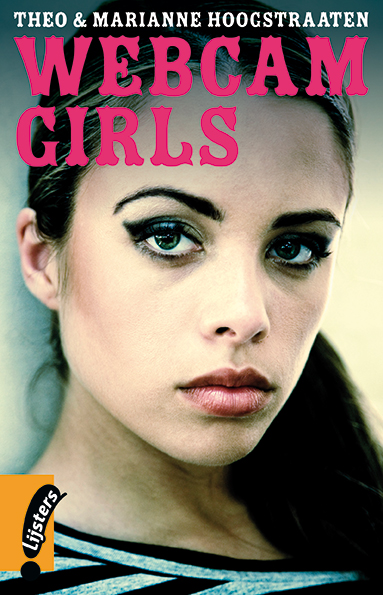 THEO & MARIANNE HOOGSTRAATEN
WEBCAM
GIRLS
Lijsters